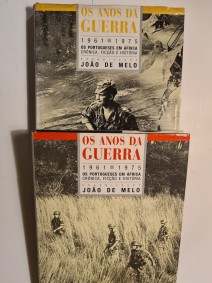 OS ANOS DA
GUERRA
1961 1975
OS PORTUGUESES EM ÁFRICA
CRÓNICA, FICÇÃO E HISTÓRIA
JOÃO DE MELO
OS ANOS DA
GUERRA
1961 1975
OS PORTUGUESES EM ÁFRICA
CRÓNICA, FICÇÃO E HISTÓRIA
JOÃO DE MELO